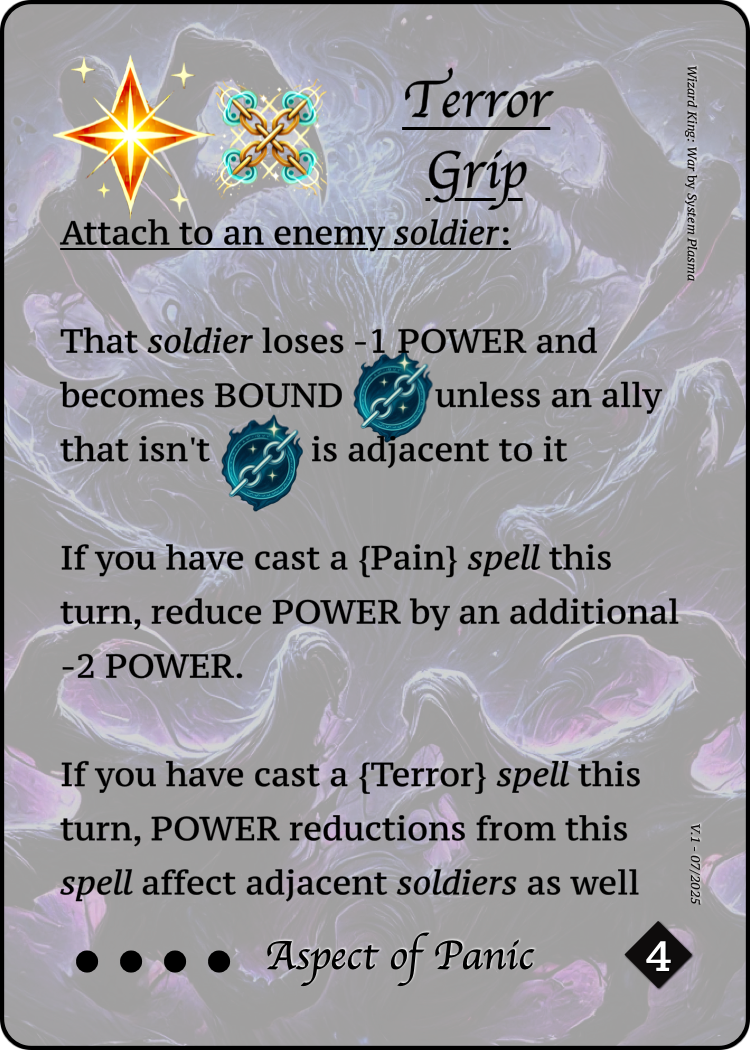 Terror
Grip
Attach to an enemy soldier:
That soldier loses -1 POWER and
becomes BOUND unless an ally
that isn't is adjacent to it
If you have cast a {Pain} spell this
turn, reduce POWER by an additional
-2 POWER.
If you have cast a {Terror} spell this
turn, POWER reductions from this
spell affect adjacent soldiers as well
Aspect of Panic
4
Wizard King: War by System Plasma
V.1 - 07/2025